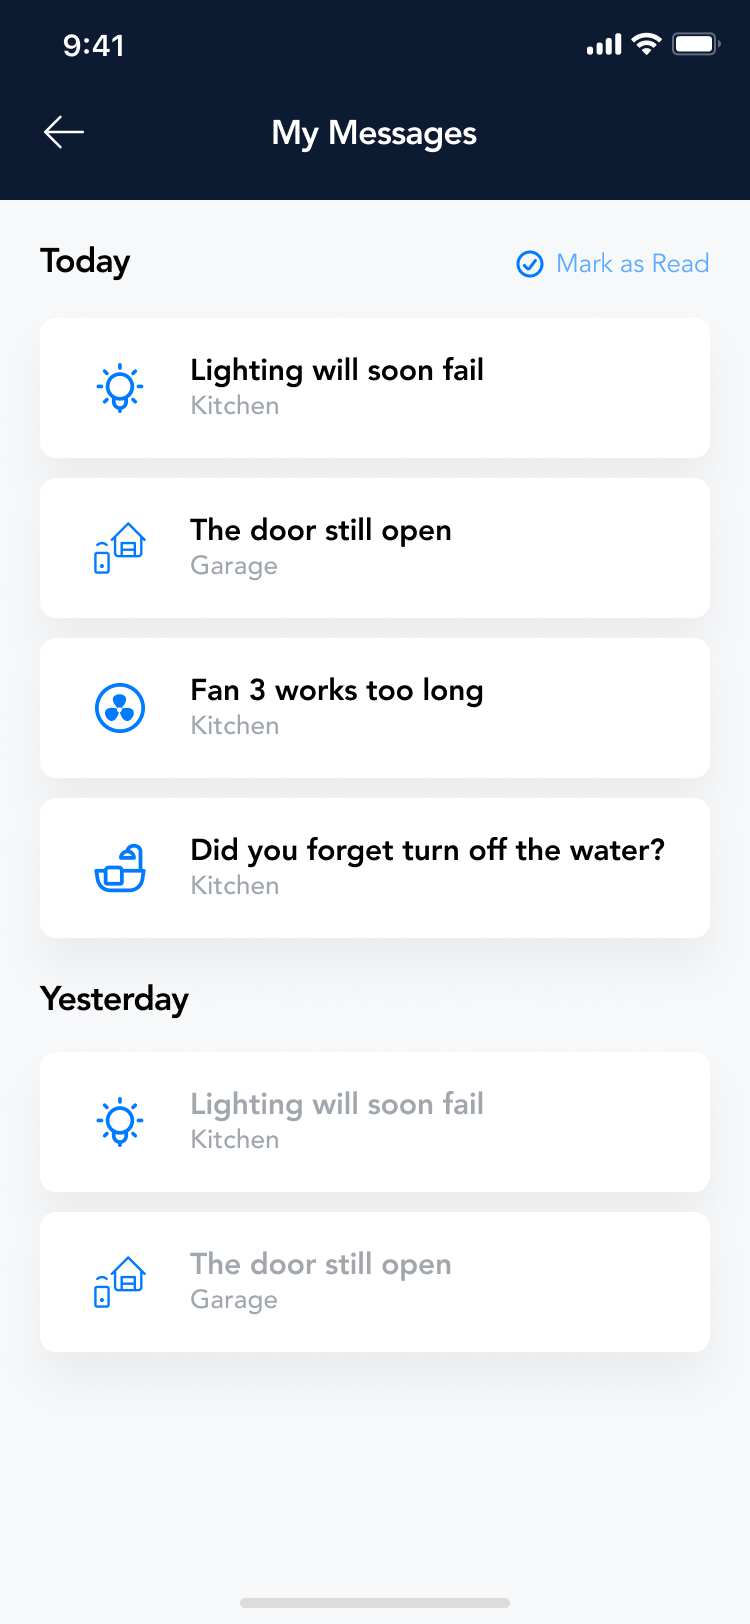 9:41
My Messages
Today
Mark as Read
Lighting will soon fail
Kitchen
The door still open
Garage
Fan 3 works too long
Kitchen
Did you forget turn off the water?
Kitchen
Yesterday
Lighting will soon fail
Kitchen
The door still open
Garage